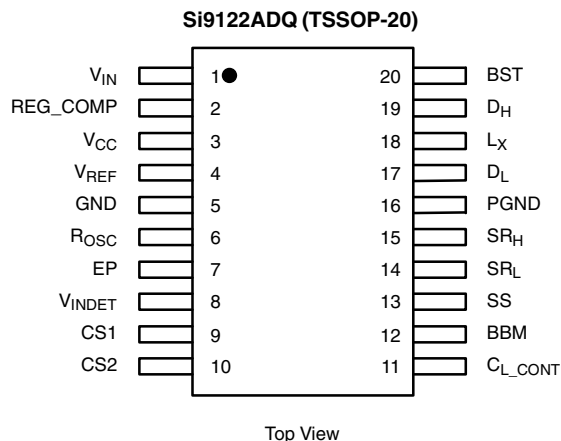 Si9122ADQ (TSSOP-20)
VIN 1 20 BST
REG_COMP 2 19 DH
VCC 3 18 LX
VREF 4 17 DL
GND 5 16 PGND
ROSC 6 15 SRH
EP 7 14 SRL
VINDET 8 13 SS
CS1 9 12 BBM
CS2 10 11 CL_CONT
Top View